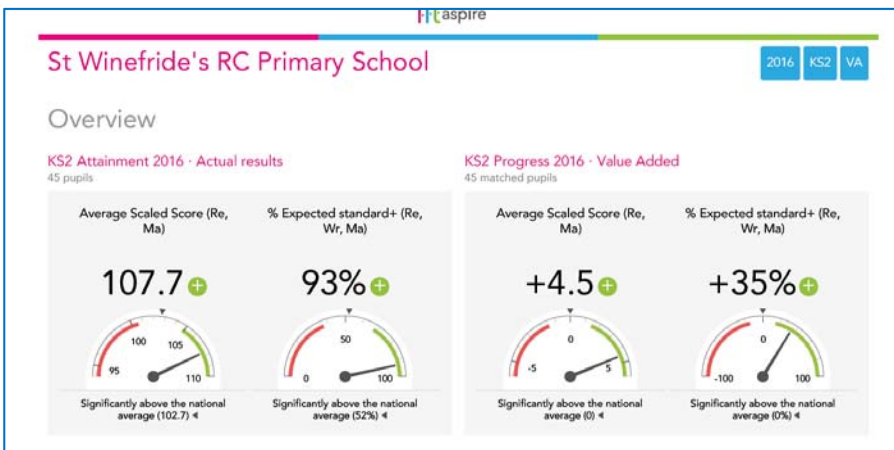 fft aspire
St Winefride's RC Primary School
2016 KS2 VA
Overview
KS2 Attainment 2016 · Actual results
45 pupils
Average Scaled Score (Re,
Ma)
107.7 +
95 100 105 110
Significantly above the national
average (102.7)
% Expected standard+ (Re,
Wr, Ma)
93% +
0 50 100
Significantly above the national
average (52%)
KS2 Progress 2016 · Value Added
45 matched pupils
Average Scaled Score (Re,
Ma)
+4.5 +
-5 0 5
Significantly above the national
average (0)
% Expected standard+ (Re,
Wr, Ma)
+35% +
-100 0 100
Significantly above the national
average (0%)